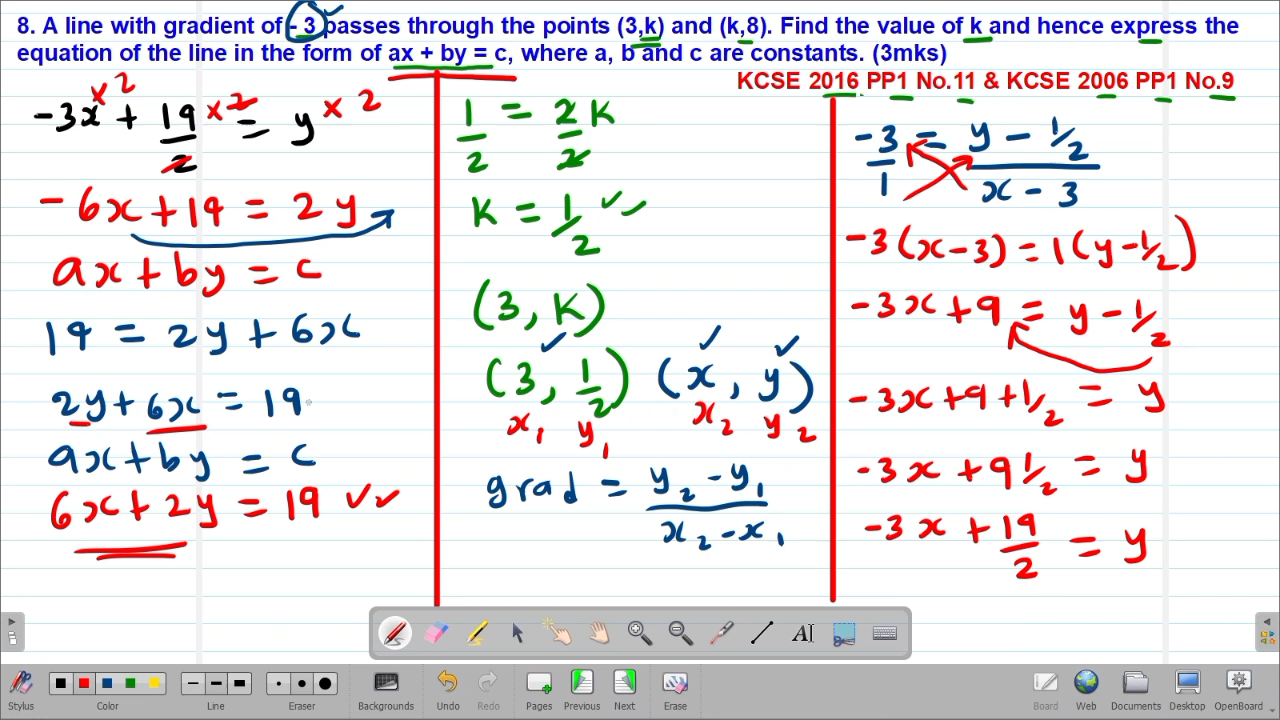 8. A line with gradient of -3 passes through the points (3,k) and (k,8). Find the value of k and hence express the
equation of the line in the form of ax + by = c, where a, b and c are constants. (3mks)
KCSE 2016 PP1 No.11 & KCSE 2006 PP1 No.9
-3x × 2 + 19/2 × 2 = y × 2
-6x + 19 = 2y
ax + by = c
19 = 2y + 6x
2y + 6x = 19
ax + by = c
6x + 2y = 19 ✓✓
1/2 = 2/2 k
k = 1/2 ✓✓
(3, k)
(3, 1/2) (x, y)
x₁ y₁ x₂ y₂
grad = y₂ - y₁ / x₂ - x₁
-3/1 = y - 1/2 / x - 3
-3(x-3) = 1(y-1/2)
-3x + 9 = y - 1/2
-3x + 9 + 1/2 = y
-3x + 9 1/2 = y
-3x + 19/2 = y
Stylus Color Line Eraser Backgrounds Undo Redo Pages Previous Next Erase Board Web Documents Desktop OpenBoard